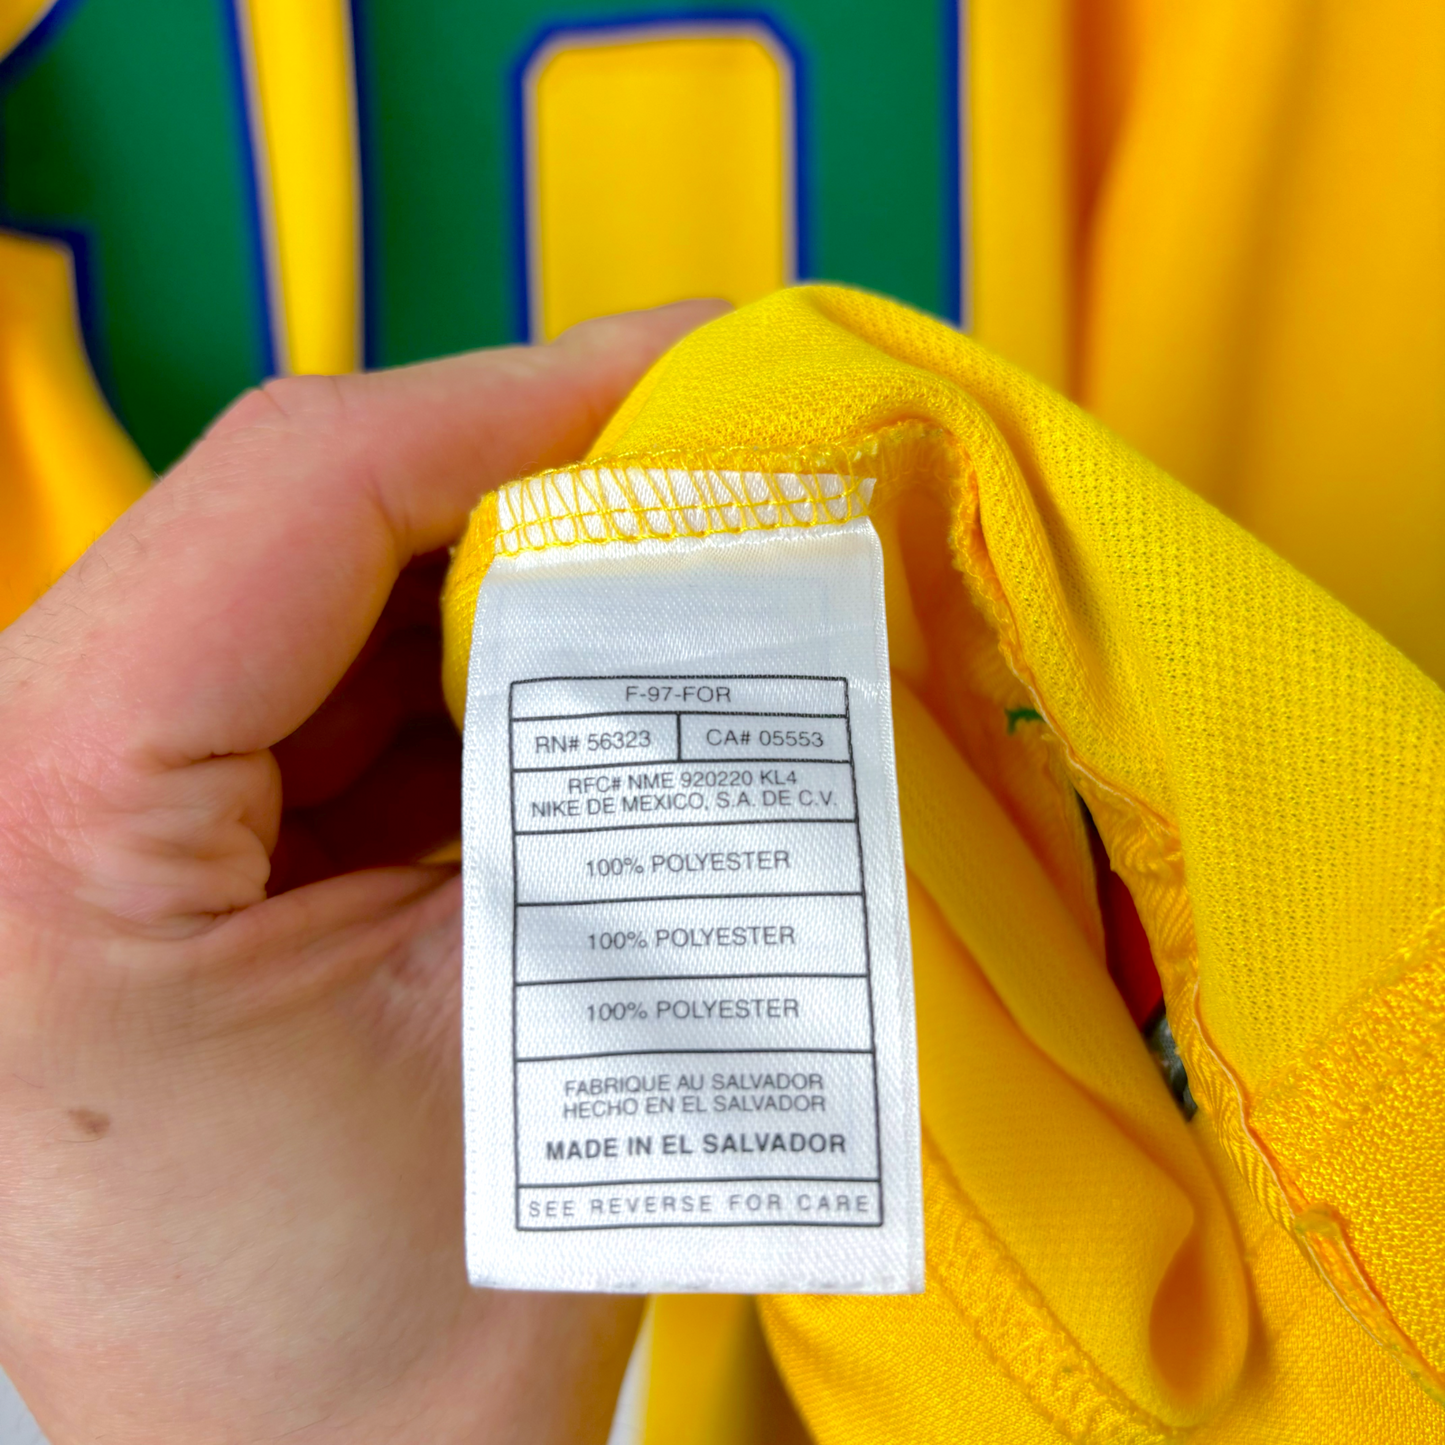 F-97-FOR
RN# 56323 CA# 05553
RFC# NME 920220 KL4
NIKE DE MEXICO, S.A. DE C.V.
100% POLYESTER
100% POLYESTER
100% POLYESTER
FABRIQUE AU SALVADOR
HECHO EN EL SALVADOR
MADE IN EL SALVADOR
SEE REVERSE FOR CARE